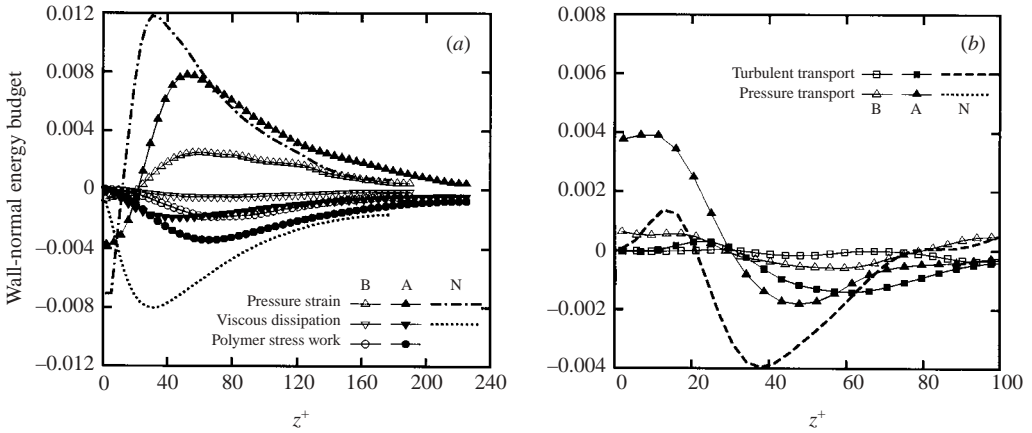 0.012
0.008
0.004
0
−0.004
−0.008
−0.012
Wall-normal energy budget
(a)
B A N
Pressure strain
Viscous dissipation
Polymer stress work
0 40 80 120 160 200 240
z+
0.008
0.006
0.004
0.002
0
−0.002
−0.004
(b)
Turbulent transport
Pressure transport
B A N
0 20 40 60 80 100
z+